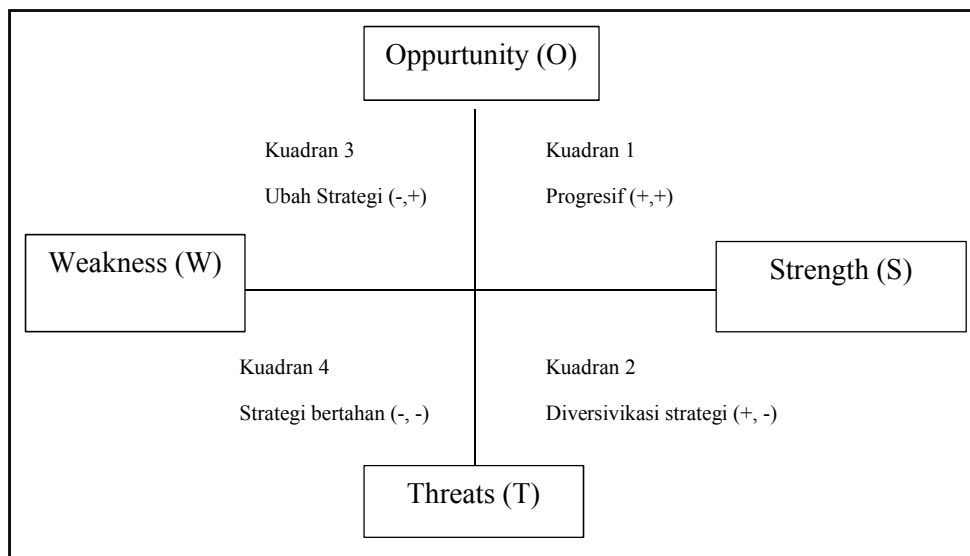 Oppurtunity (O)
Kuadran 3
Ubah Strategi (-,+)
Kuadran 1
Progresif (+,+)
Weakness (W)
Strength (S)
Kuadran 4
Strategi bertahan (-, -)
Kuadran 2
Diversivikasi strategi (+, -)
Threats (T)